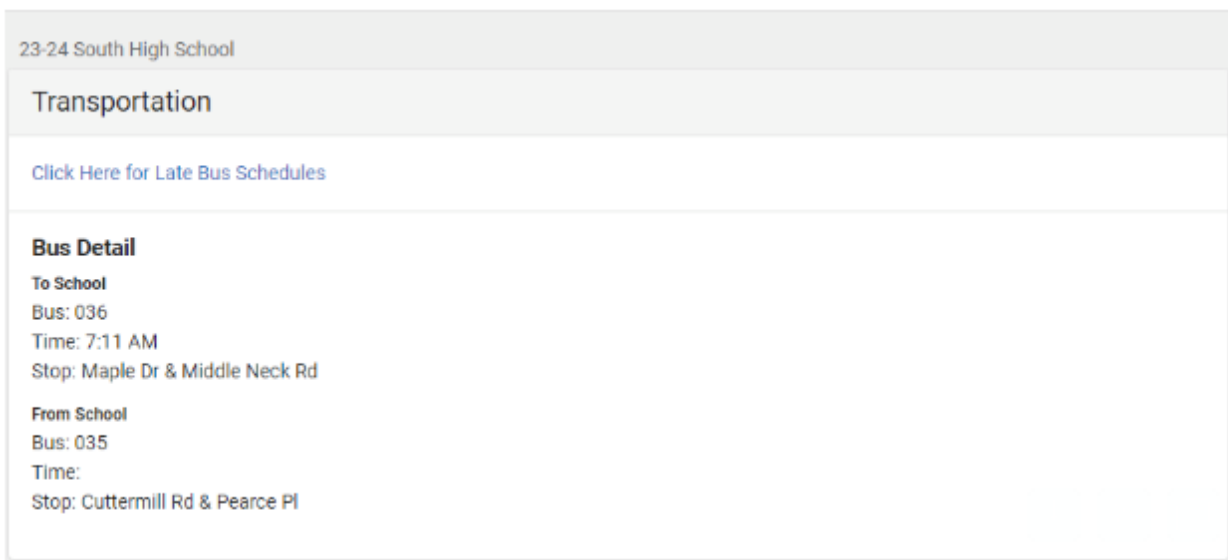 23-24 South High School
Transportation
Click Here for Late Bus Schedules
Bus Detail
To School
Bus: 036
Time: 7:11 AM
Stop: Maple Dr & Middle Neck Rd
From School
Bus: 035
Time:
Stop: Cuttermill Rd & Pearce Pl